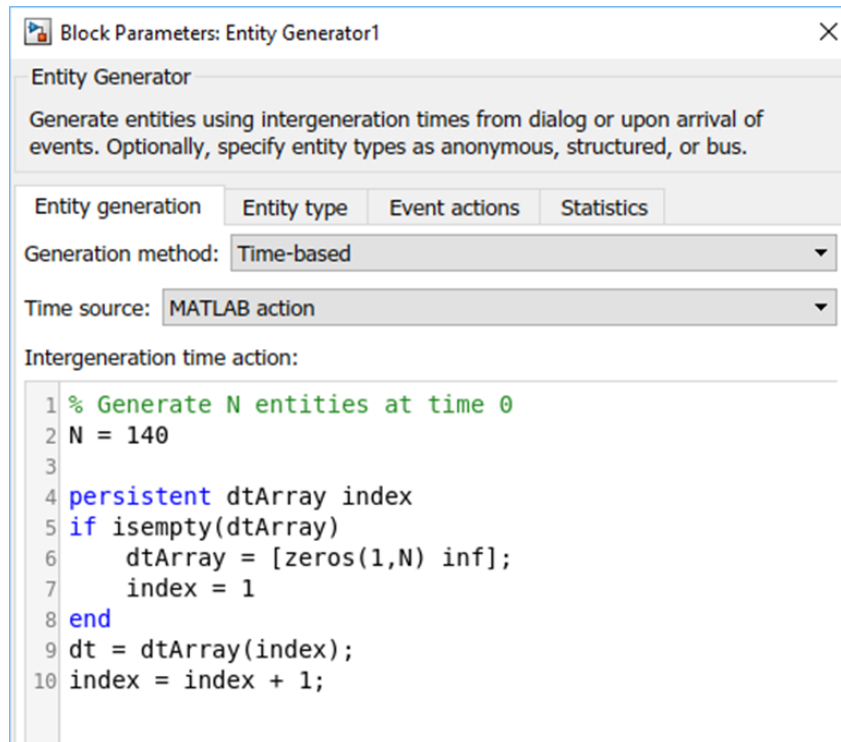 Block Parameters: Entity Generator1
Entity Generator
Generate entities using intergeneration times from dialog or upon arrival of
events. Optionally, specify entity types as anonymous, structured, or bus.
Entity generation Entity type Event actions Statistics
Generation method: Time-based
Time source: MATLAB action
Intergeneration time action:
1 % Generate N entities at time 0
2 N = 140
3
4 persistent dtArray index
5 if isempty(dtArray)
6     dtArray = [zeros(1,N) inf];
7     index = 1
8 end
9 dt = dtArray(index);
10 index = index + 1;